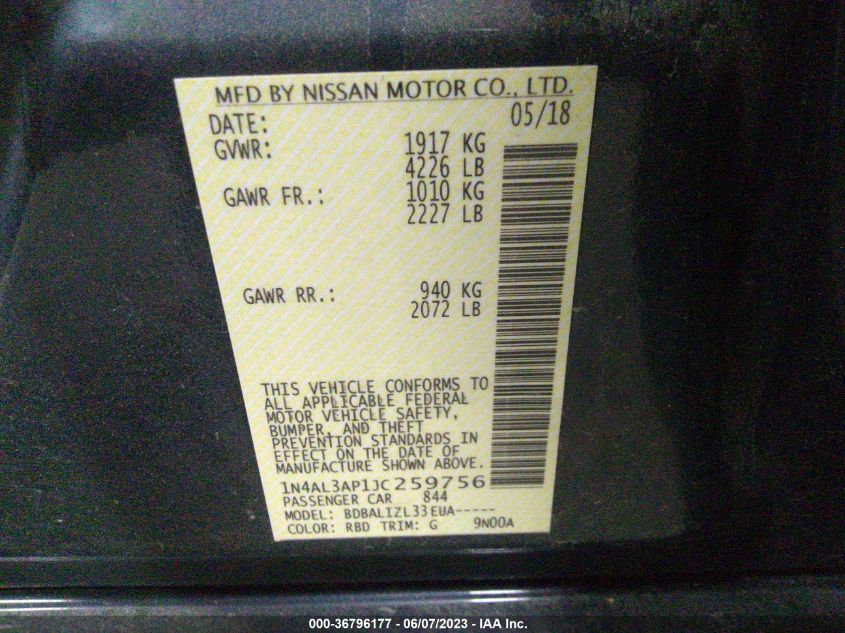 MFD BY NISSAN MOTOR CO., LTD.
DATE: 05/18
GVWR: 1917 KG
4226 LB
GAWR FR.: 1010 KG
2227 LB
GAWR RR.: 940 KG
2072 LB
THIS VEHICLE CONFORMS TO
ALL APPLICABLE FEDERAL
MOTOR VEHICLE SAFETY,
BUMPER, AND THEFT
PREVENTION STANDARDS IN
EFFECT ON THE DATE OF
MANUFACTURE SHOWN ABOVE.
1N4AL3AP1JC259756
PASSENGER CAR 844
MODEL: BDBALIZL33EUA-----
COLOR: RBD TRIM: G 9N00A
000-36796177 - 06/07/2023 - IAA Inc.